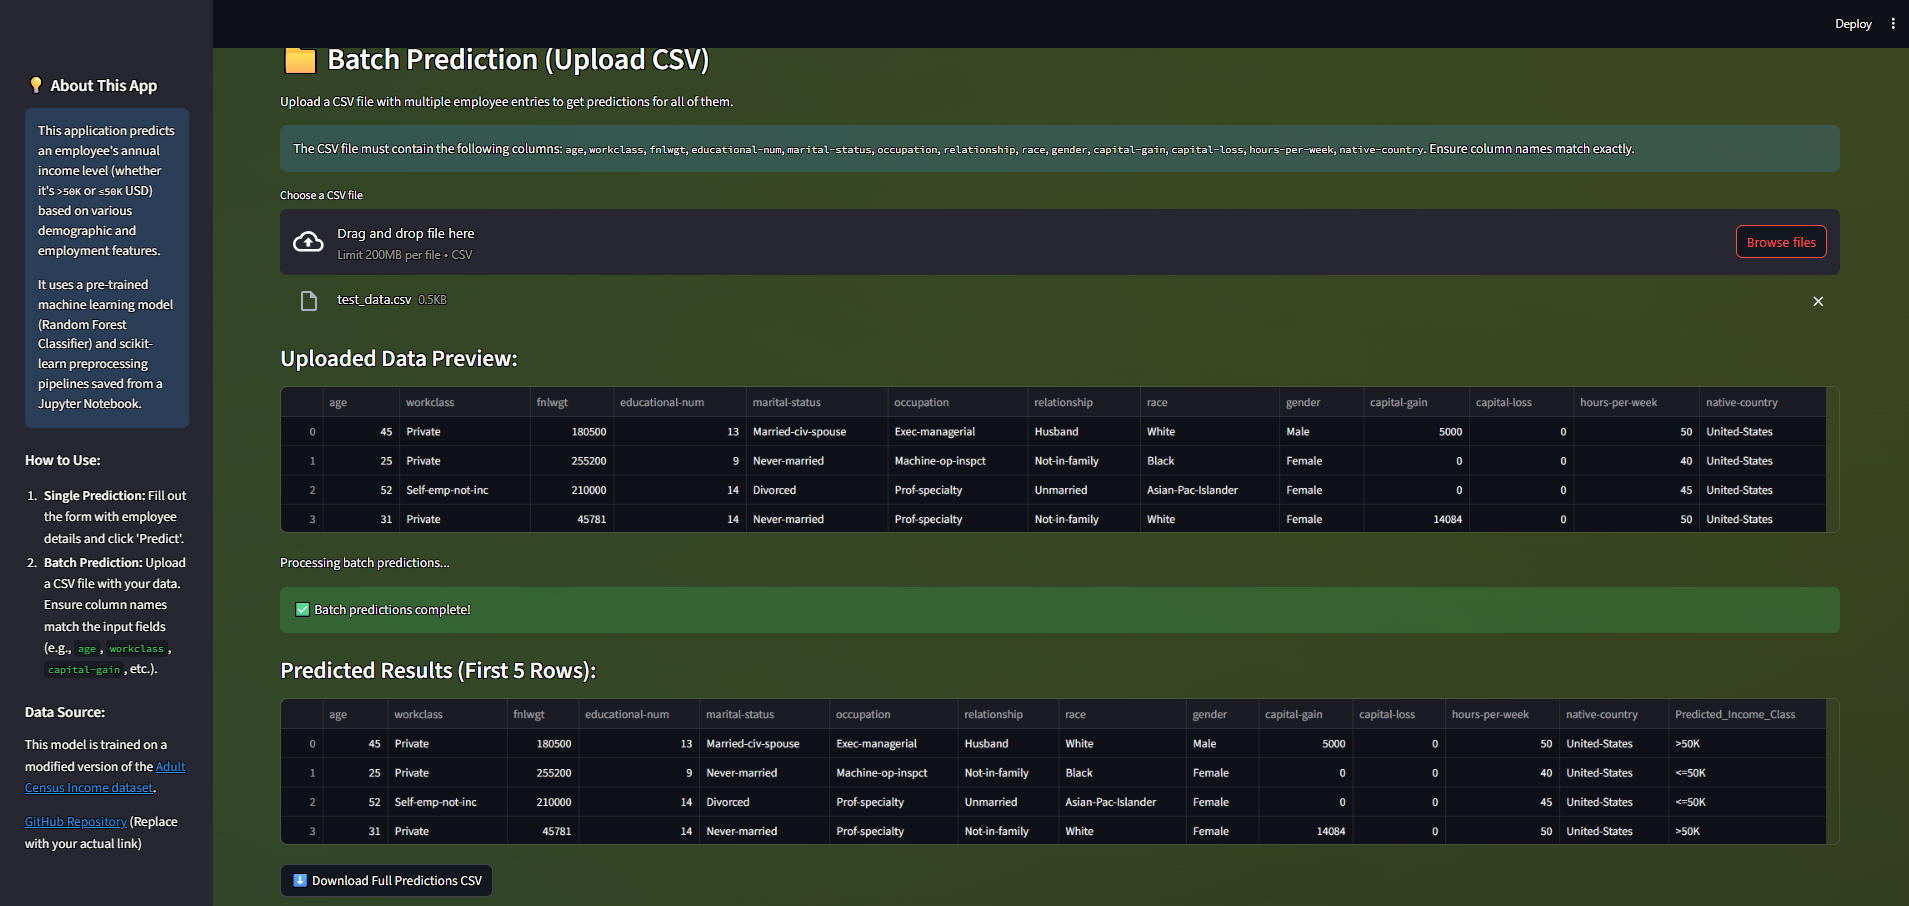 Deploy
💡 About This App
This application predicts
an employee's annual
income level (whether
it's >50K or ≤50K USD)
based on various
demographic and
employment features.
It uses a pre-trained
machine learning model
(Random Forest
Classifier) and scikit-
learn preprocessing
pipelines saved from a
Jupyter Notebook.
How to Use:
1. Single Prediction: Fill out
the form with employee
details and click 'Predict'.
2. Batch Prediction: Upload
a CSV file with your data.
Ensure column names
match the input fields
(e.g., age , workclass ,
capital-gain , etc.).
Data Source:
This model is trained on a
modified version of the Adult
Census Income dataset.
GitHub Repository (Replace
with your actual link)
📁 Batch Prediction (Upload CSV)
Upload a CSV file with multiple employee entries to get predictions for all of them.
The CSV file must contain the following columns: age, workclass, fnlwgt, educational-num, marital-status, occupation, relationship, race, gender, capital-gain, capital-loss, hours-per-week, native-country. Ensure column names match exactly.
Choose a CSV file
Drag and drop file here
Limit 200MB per file • CSV
Browse files
test_data.csv 0.5KB
Uploaded Data Preview:
age workclass fnlwgt educational-num marital-status occupation relationship race gender capital-gain capital-loss hours-per-week native-country
0 45 Private 180500 13 Married-civ-spouse Exec-managerial Husband White Male 5000 0 50 United-States
1 25 Private 255200 9 Never-married Machine-op-inspct Not-in-family Black Female 0 0 40 United-States
2 52 Self-emp-not-inc 210000 14 Divorced Prof-specialty Unmarried Asian-Pac-Islander Female 0 0 45 United-States
3 31 Private 45781 14 Never-married Prof-specialty Not-in-family White Female 14084 0 50 United-States
Processing batch predictions...
✅ Batch predictions complete!
Predicted Results (First 5 Rows):
age workclass fnlwgt educational-num marital-status occupation relationship race gender capital-gain capital-loss hours-per-week native-country Predicted_Income_Class
0 45 Private 180500 13 Married-civ-spouse Exec-managerial Husband White Male 5000 0 50 United-States >50K
1 25 Private 255200 9 Never-married Machine-op-inspct Not-in-family Black Female 0 0 40 United-States <=50K
2 52 Self-emp-not-inc 210000 14 Divorced Prof-specialty Unmarried Asian-Pac-Islander Female 0 0 45 United-States <=50K
3 31 Private 45781 14 Never-married Prof-specialty Not-in-family White Female 14084 0 50 United-States >50K
⬇️ Download Full Predictions CSV